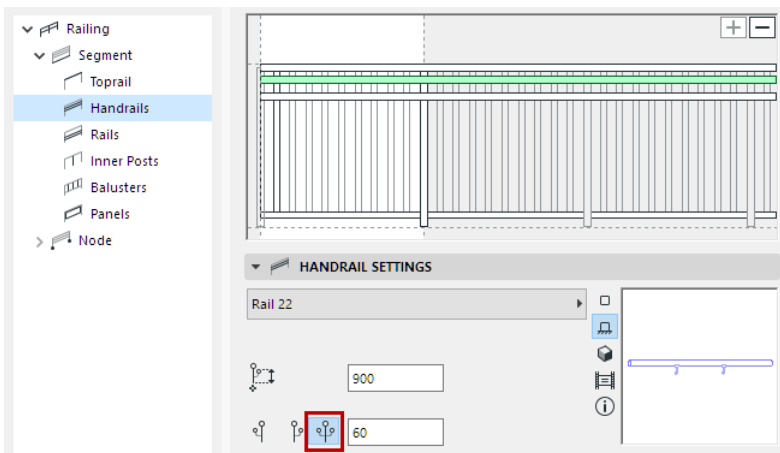 Railing
Segment
Toprail
Handrails
Rails
Inner Posts
Balusters
Panels
Node
HANDRAIL SETTINGS
Rail 22
900
60